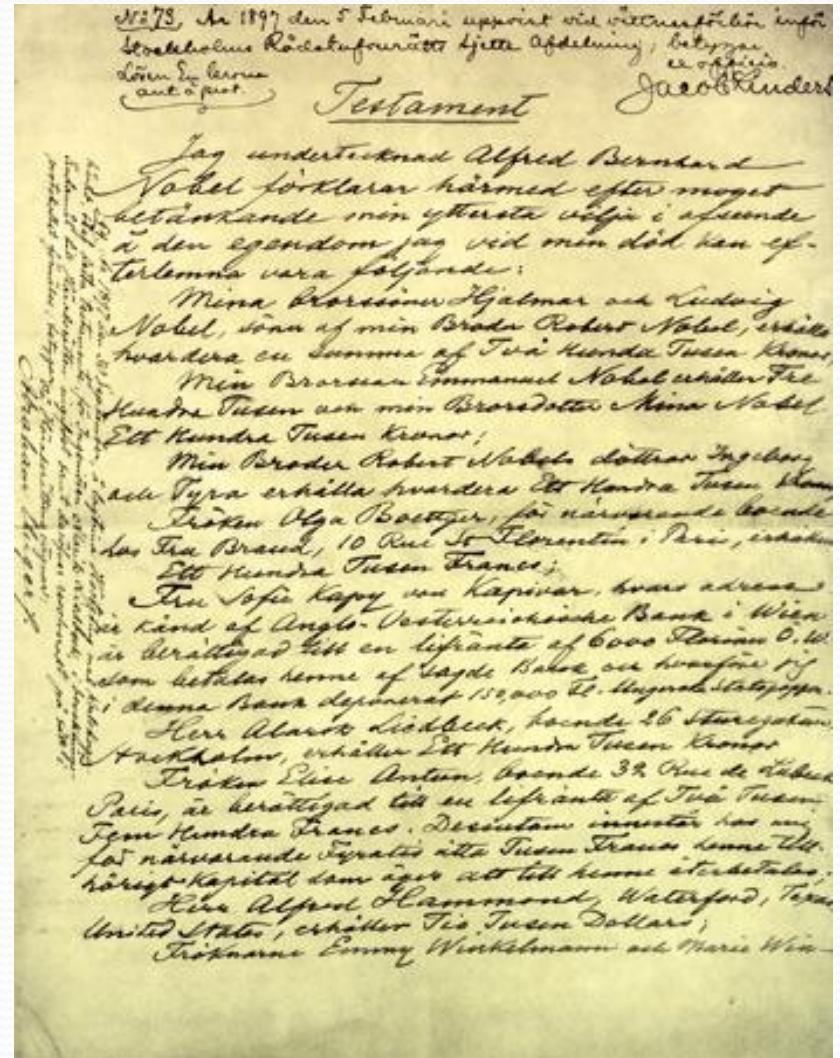 No 73. År 1897 den 5 Februari uppvist vid vittnesförhör inför
Stockholms Rådstufvurätts sjette Afdelning, betygar
Lösen En krona
ex officio.
ant. å prot.
Testament
Jag undertecknad Alfred Bernhard
Nobel förklarar härmed efter moget
betänkande min yttersta vilja i afseende
å den egendom jag vid min död kan ef-
terlemna vara följande:
Mina brorsöner Hjalmar och Ludvig
Nobel, söner af min Broder Robert Nobel, erhålla
hvardera en summa af Två Hundra Tusen Kronor;
Min Brorson Emmanuel Nobel erhåller Tre
Hundra Tusen och min Brorsdotter Mina Nobel
Ett Hundra Tusen Kronor;
Min Broder Robert Nobels döttrar Ingeborg
och Tyra erhålla hvardera Ett Hundra Tusen Kronor
Fröken Olga Boettger, för närvarande boende
hos Fru Brand, 10 Rue St Florentin i Paris, erhåller
Ett Hundra Tusen Francs;
Fru Sofie Kapy von Kapivar, hvars adress
är känd af Anglo-Oesterreichische Bank i Wien
är berättigad till en lifränta af 6000 Florins Ö.W.
som betalas henne af sagde Bank och hvarföre jag
i denna Bank deponerat 150,000 Fl. i Ungerska Statspapper.
Herr Alarik Liedbeck, boende 26 Sturegatan,
Stockholm, erhåller Ett Hundra Tusen Kronor
Fröken Elise Antun, boende 32 Rue de Lubeck
Paris, är berättigad till en lifränta af Två Tusen
Fem Hundra Francs. Desutom innestår hos mig
för närvarande Fyratio åtta Tusen Francs henne till-
hörigt Kapital som äger att till henne återbetalas;
Herr Alfred Hammond, Waterford, Texas
United States, erhåller Tio Tusen Dollars;
Fröknarne Emmy Winkelmann och Marie Win-